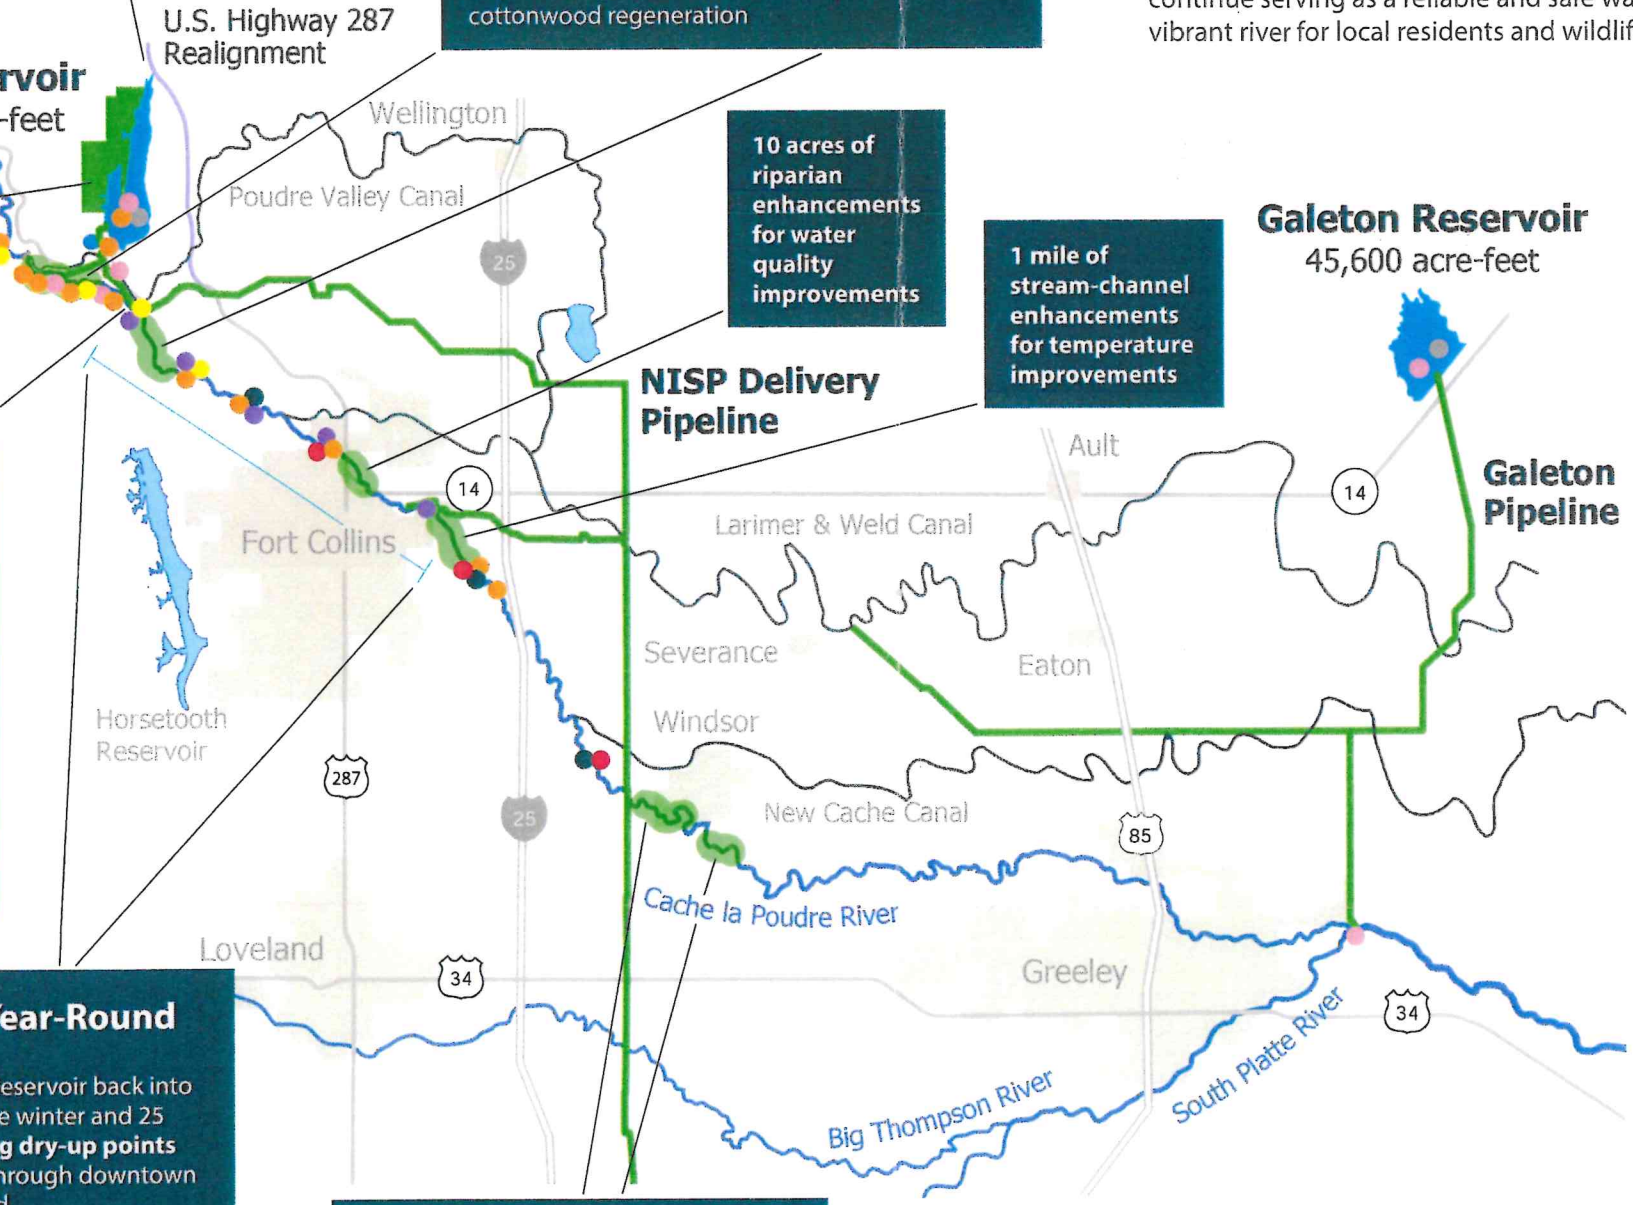 cottonwood regeneration
vibrant river for local residents and
U.S. Highway 287
Realignment
-feet
Wellington
Poudre Valley Canal
25
10 acres of
riparian
enhancements
for water
quality
improvements
1 mile of
stream-channel
enhancements
for temperature
improvements
Galeton Reservoir
45,600 acre-feet
NISP Delivery
Pipeline
Ault
14
14
Galeton
Pipeline
Larimer & Weld Canal
Fort Collins
Severance
Eaton
Horsetooth
Reservoir
Windsor
287
25
New Cache Canal
85
Cache la Poudre River
Loveland
34
Greeley
34
South Platte River
Big Thompson River
Year-Round
eservoir back into
e winter and 25
g dry-up points
hrough downtown